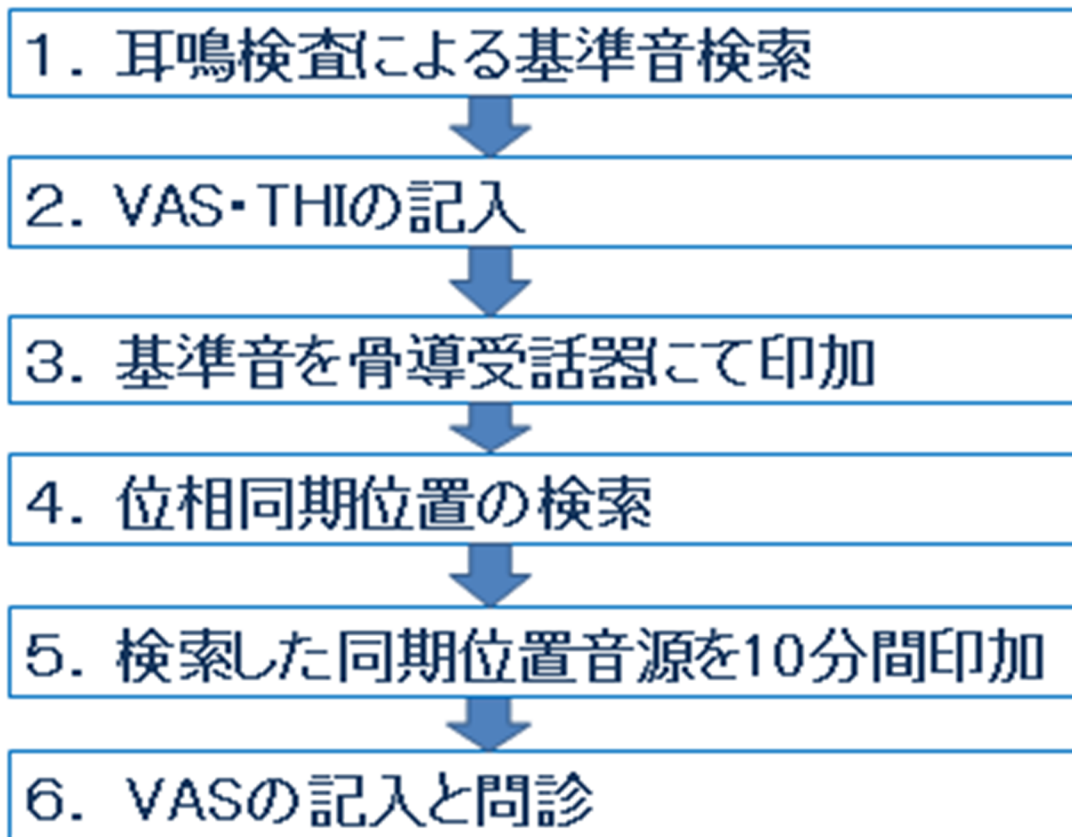 1. 耳鳴検査による基準音検索
2. VAS・THIの記入
3. 基準音を骨導受話器にて印加
4. 位相同期位置の検索
5. 検索した同期位置音源を10分間印加
6. VASの記入と問診